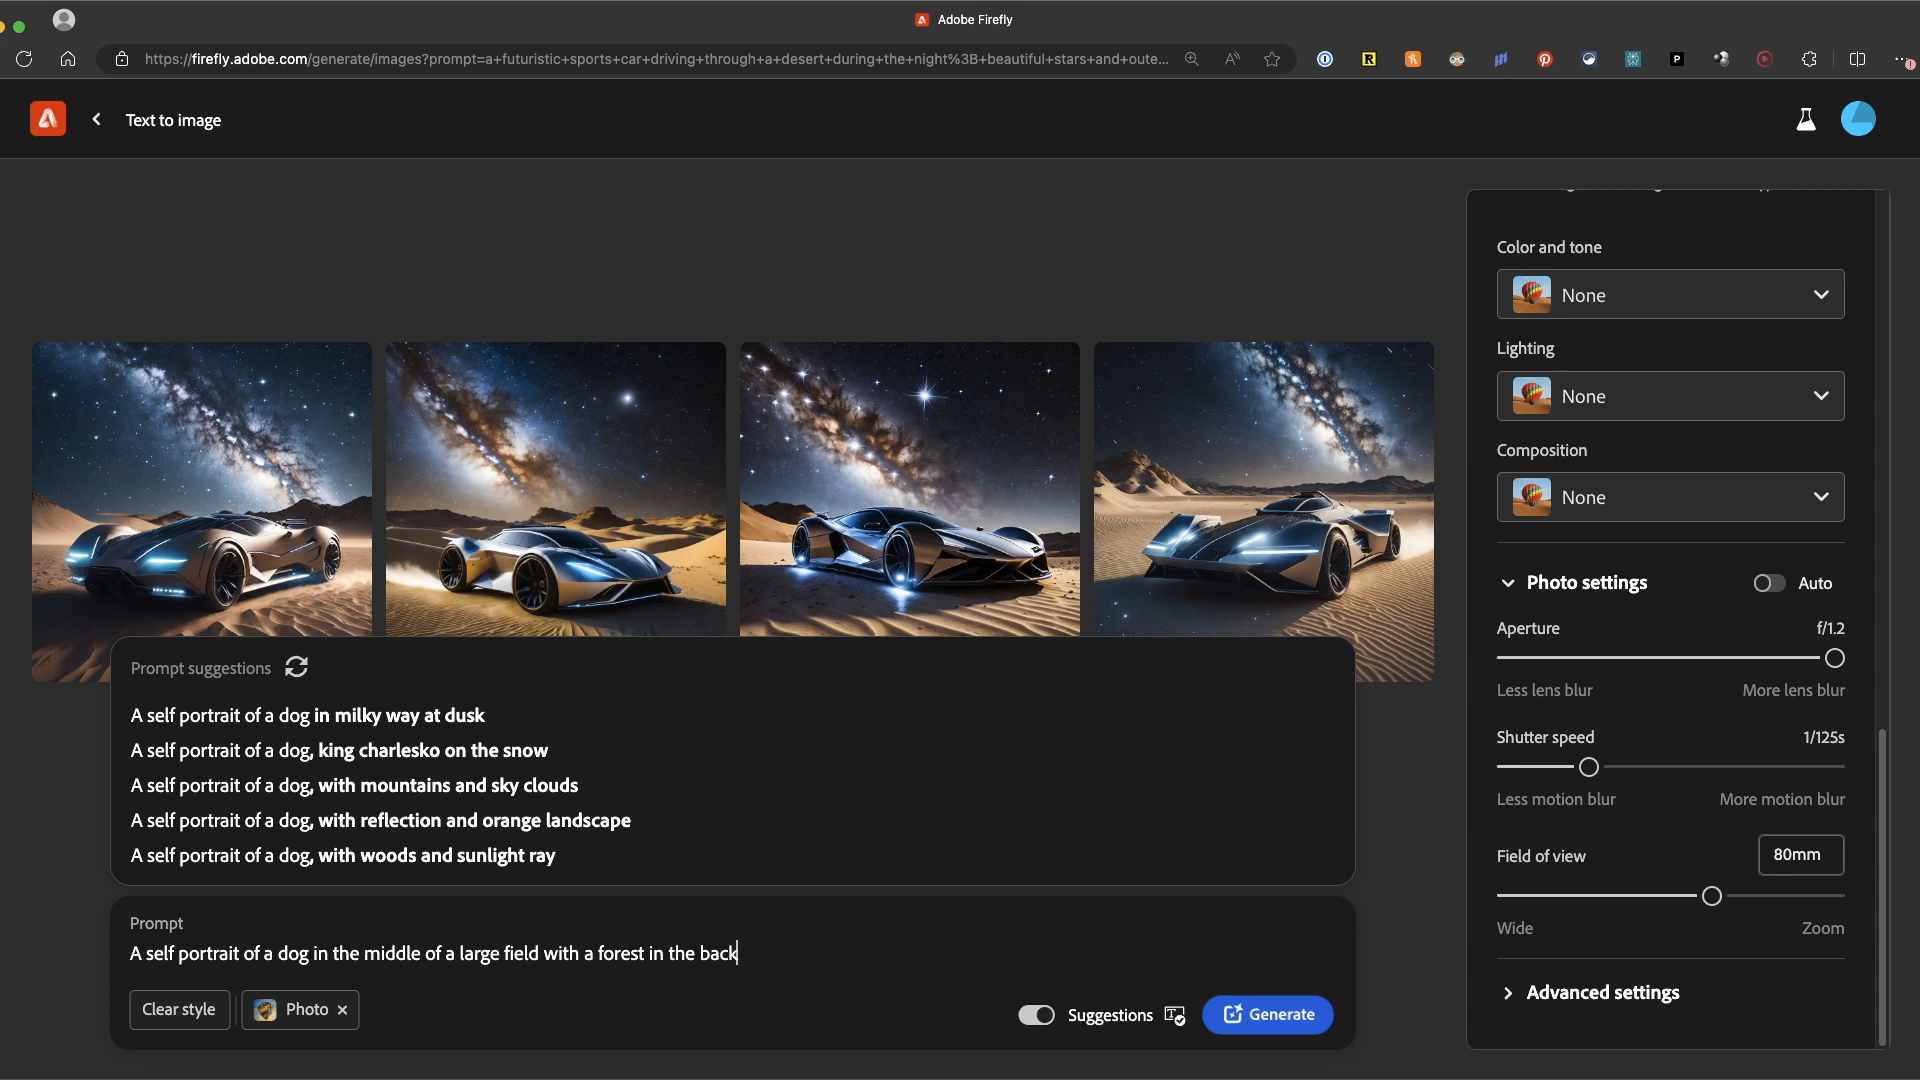 Adobe Firefly
https://firefly.adobe.com/generate/images?prompt=a+futuristic+sports+car+driving+through+a+desert+during+the+night%3B+beautiful+stars+and+oute...
Text to image
Color and tone
None
Lighting
None
Composition
None
Photo settings
Auto
Aperture
f/1.2
Less lens blur
More lens blur
Shutter speed
1/125s
Less motion blur
More motion blur
Field of view
80mm
Wide
Zoom
Advanced settings
Prompt suggestions
A self portrait of a dog in milky way at dusk
A self portrait of a dog, king charlesko on the snow
A self portrait of a dog, with mountains and sky clouds
A self portrait of a dog, with reflection and orange landscape
A self portrait of a dog, with woods and sunlight ray
Prompt
A self portrait of a dog in the middle of a large field with a forest in the back
Clear style
Photo
Suggestions
Generate